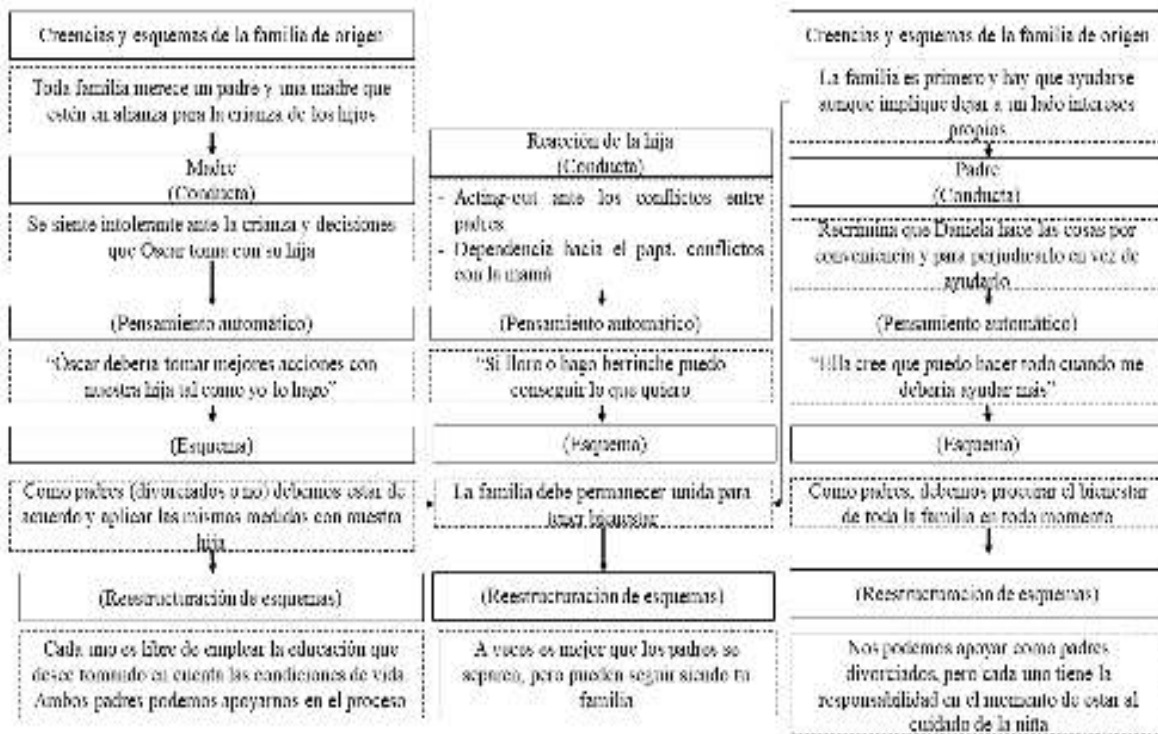 Creencias y esquemas de la familia de origen
Toda familia merece un padre y una madre que
estén en alianza para la crianza de los hijos
Madre
(Conducta)
Se siente intolerante ante la crianza y decisiones
que Oscar toma con su hija
(Pensamiento automático)
“Oscar debería tomar mejores acciones con
nuestra hija tal como yo lo hago”
(Esquema)
Como padres (divorciados o no) debemos estar de
acuerdo y aplicar las mismas medidas con nuestra
hija
(Reestructuración de esquemas)
Cada uno es libre de emplear la educación que
desee tomando en cuenta las condiciones de vida.
Ambos padres podemos apoyarnos en el proceso
Reacción de la hija
(Conducta)
- Acting-out ante los conflictos entre
padres
- Dependencia hacia el papá, conflictos
con la mamá
(Pensamiento automático)
“Si lloro o hago berrinche puedo
conseguir lo que quiero
(Esquema)
La familia debe permanecer unida para
tener bienestar
(Reestructuración de esquemas)
A veces es mejor que los padres se
separen, pero pueden seguir siendo tu
familia
Creencias y esquemas de la familia de origen
La familia es primero y hay que ayudarse
aunque implique dejar a un lado intereses
propios
Padre
(Conducta)
Recrimina que Daniela hace las cosas por
conveniencia y para perjudicarlo en vez de
ayudarlo
(Pensamiento automático)
“Ella cree que puedo hacer todo cuando me
debería ayudar más”
(Esquema)
Como padres, debemos procurar el bienestar
de toda la familia en todo momento
(Reestructuración de esquemas)
Nos podemos apoyar como padres
divorciados, pero cada uno tiene la
responsabilidad en el momento de estar al
cuidado de la niña